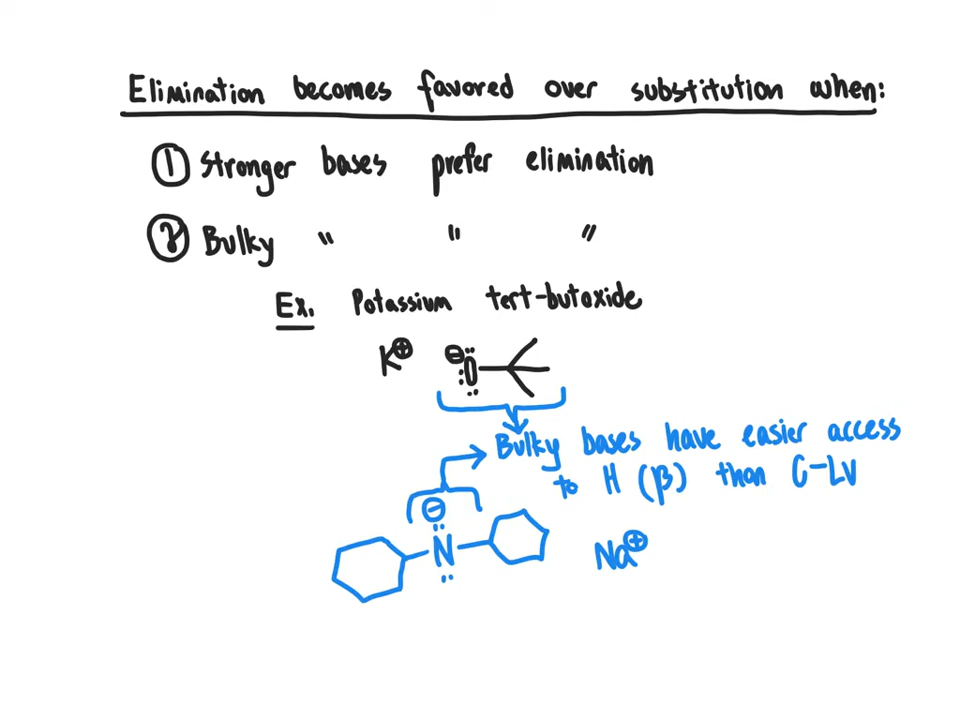 Elimination becomes favored over substitution when:
① Stronger bases prefer elimination
② Bulky " " "
Ex. Potassium tert-butoxide
K⊕ ⊖:Ö:
Bulky bases have easier access
to H (β) than C-LV
⊖
N Na⊕